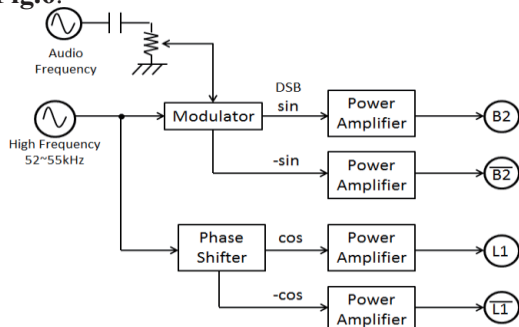 Fig.6.
Audio
Frequency
High Frequency
52~55kHz
Modulator
DSB
sin
-sin
Power
Amplifier
B2
Power
Amplifier
B2
Phase
Shifter
cos
-cos
Power
Amplifier
L1
Power
Amplifier
L1